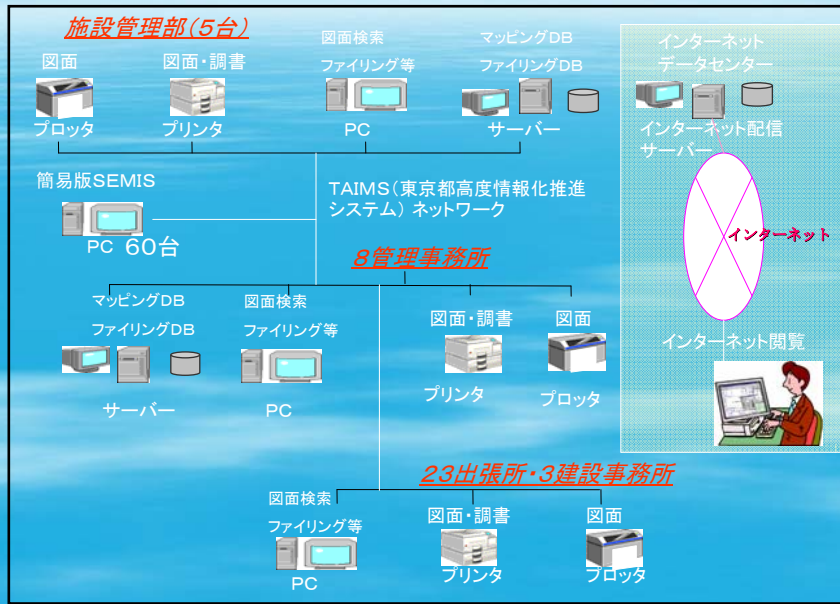 施設管理部(5台)
図面
プロッタ
図面・調書
プリンタ
図面検索
ファイリング等
PC
マッピングDB
ファイリングDB
サーバー
インターネット
データセンター
インターネット配信
サーバー
インターネット
インターネット閲覧
簡易版SEMIS
PC 60台
TAIMS(東京都高度情報化推進
システム) ネットワーク
8管理事務所
マッピングDB
ファイリングDB
サーバー
図面検索
ファイリング等
PC
図面・調書
プリンタ
図面
プロッタ
23出張所・3建設事務所
図面検索
ファイリング等
PC
図面・調書
プリンタ
図面
プロッタ